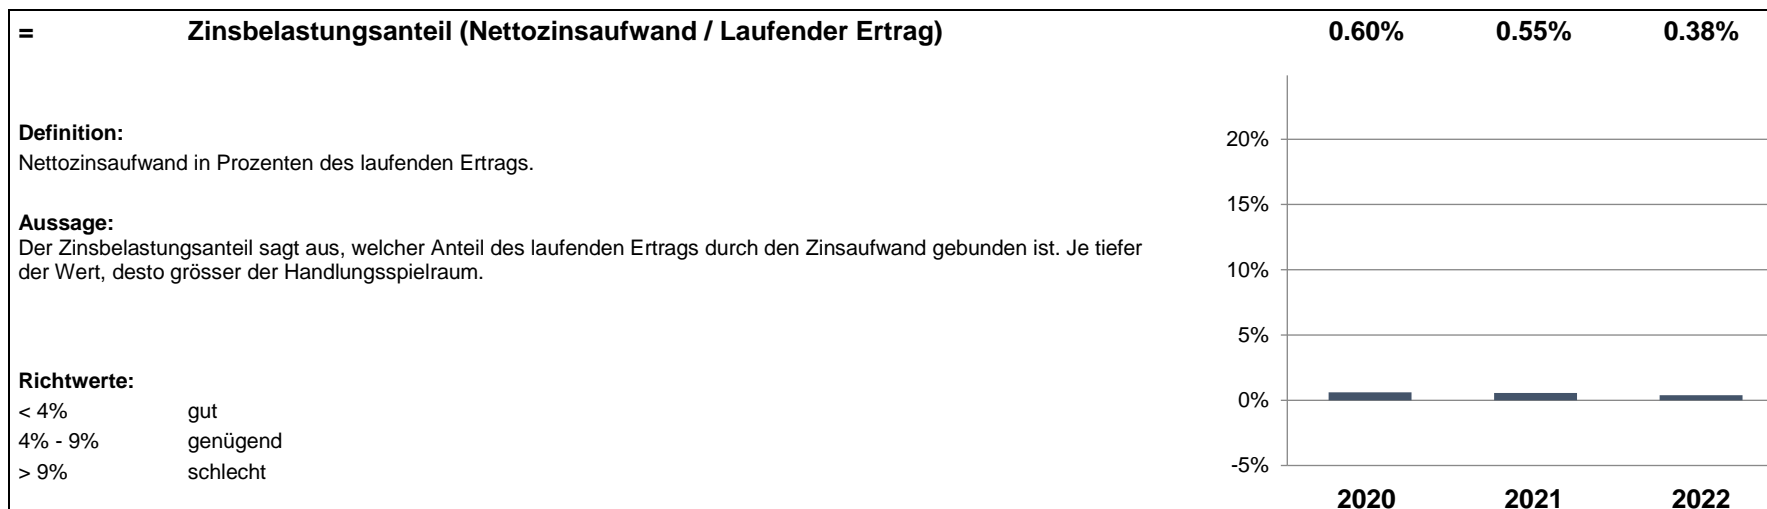 = Zinsbelastungsanteil (Nettozinsaufwand / Laufender Ertrag) 0.60% 0.55% 0.38%
Definition:
Nettozinsaufwand in Prozenten des laufenden Ertrags.
Aussage:
Der Zinsbelastungsanteil sagt aus, welcher Anteil des laufenden Ertrags durch den Zinsaufwand gebunden ist. Je tiefer
der Wert, desto grösser der Handlungsspielraum.
Richtwerte:
< 4% gut
4% - 9% genügend
> 9% schlecht
20%
15%
10%
5%
0%
-5%
2020 2021 2022